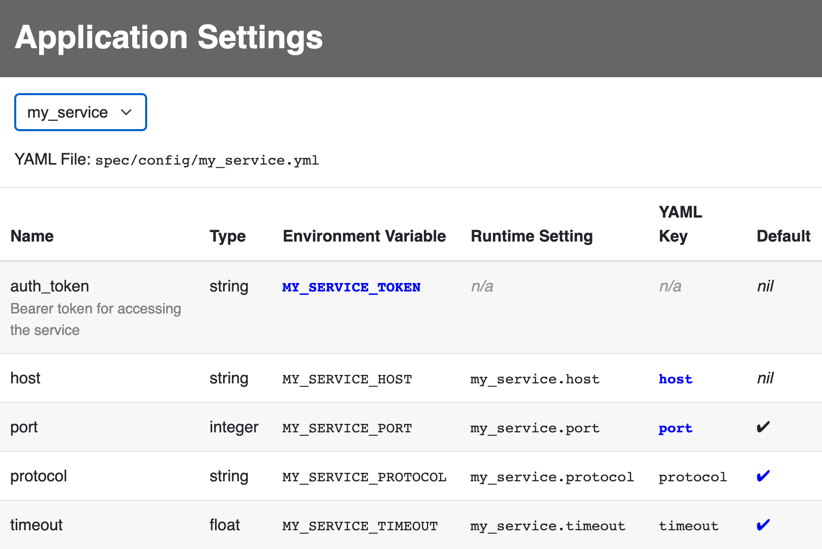 Application Settings
my_service
YAML File: spec/config/my_service.yml
Name Type Environment Variable Runtime Setting YAML Key Default
auth_token string MY_SERVICE_TOKEN n/a n/a nil
Bearer token for accessing
the service
host string MY_SERVICE_HOST my_service.host host nil
port integer MY_SERVICE_PORT my_service.port port ✔
protocol string MY_SERVICE_PROTOCOL my_service.protocol protocol ✔
timeout float MY_SERVICE_TIMEOUT my_service.timeout timeout ✔